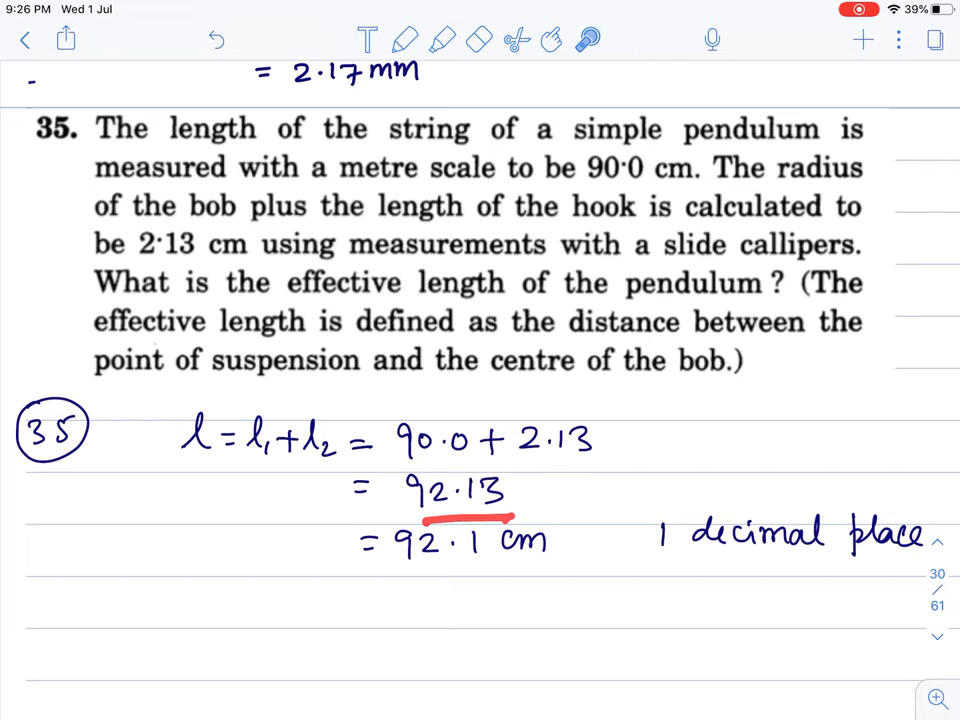 9:26 PM Wed 1 Jul
39%
T
= 2.17 mm
35. The length of the string of a simple pendulum is
measured with a metre scale to be 90·0 cm. The radius
of the bob plus the length of the hook is calculated to
be 2·13 cm using measurements with a slide callipers.
What is the effective length of the pendulum ? (The
effective length is defined as the distance between the
point of suspension and the centre of the bob.)
35 l = l₁ + l₂ = 90.0 + 2.13
= 92.13
= 92.1 cm 1 decimal place
30
/
61